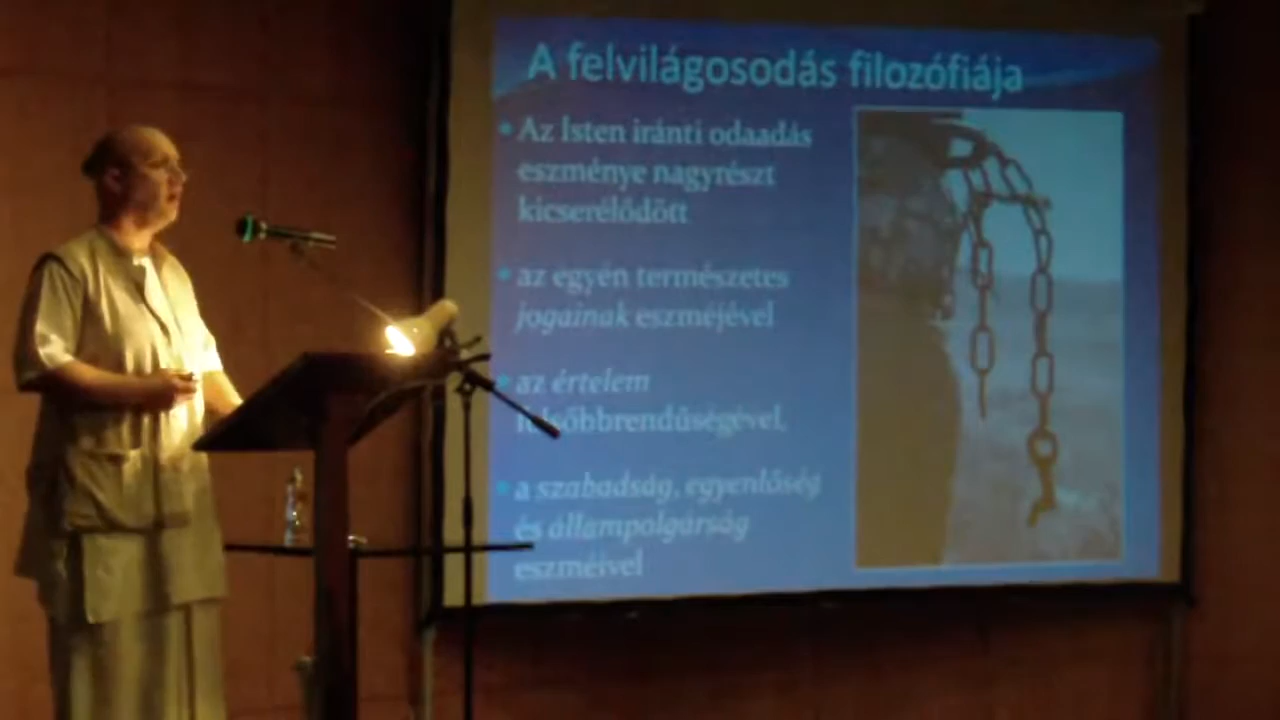 A felvilágosodás filozófiája
• Az Isten iránti odaadás
eszménye nagyrészt
kicserélődött
• az egyén természetes
jogainak eszméjével
• az értelem
felsőbbrendűségével,
• a szabadság, egyenlőség
és állampolgárság
eszméivel